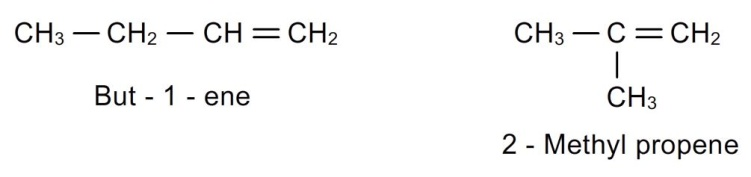 CH₃ — CH₂ — CH = CH₂
But - 1 - ene
CH₃ — C = CH₂
|
CH₃
2 - Methyl propene